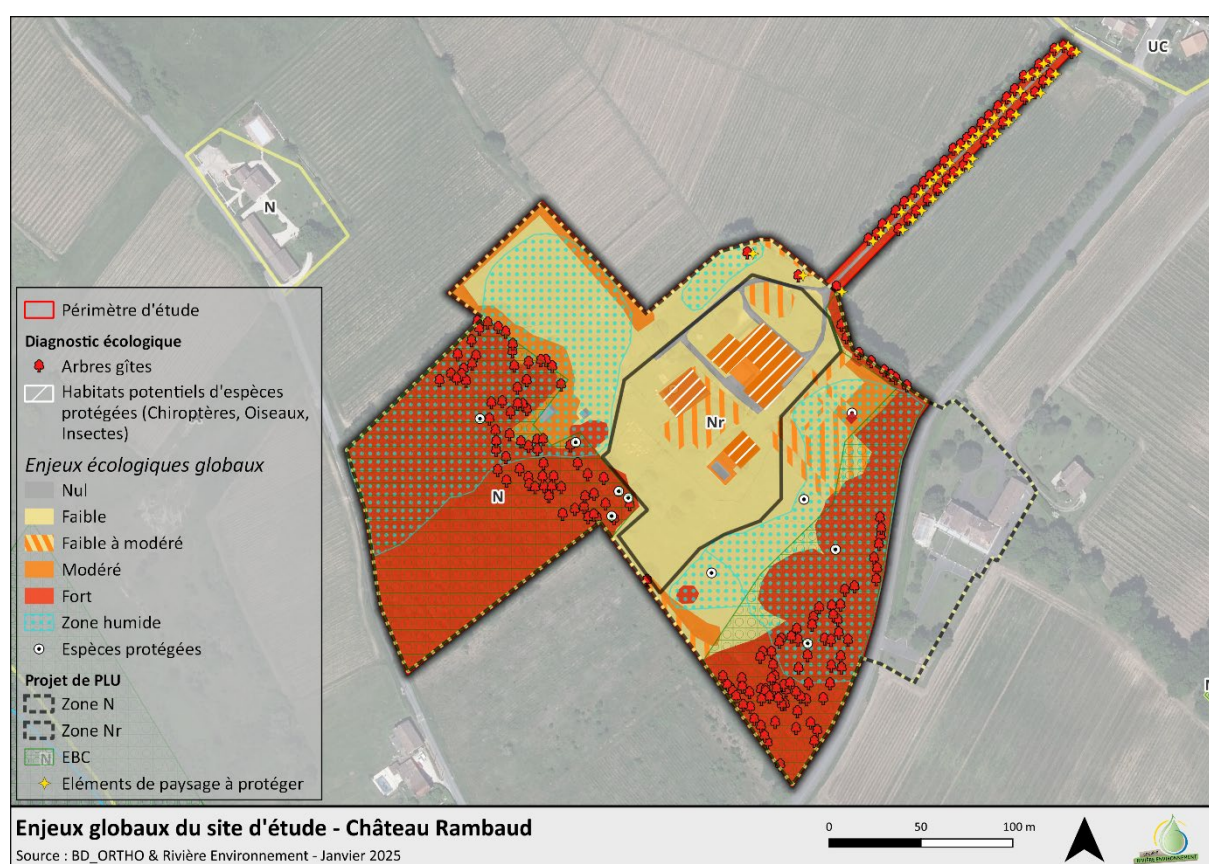 UC
N
Nr
N
N
Périmètre d'étude
Diagnostic écologique
Arbres gîtes
Habitats potentiels d'espèces
protégées (Chiroptères, Oiseaux,
Insectes)
Enjeux écologiques globaux
Nul
Faible
Faible à modéré
Modéré
Fort
Zone humide
Espèces protégées
Projet de PLU
Zone N
Zone Nr
N EBC
Eléments de paysage à protéger
Enjeux globaux du site d'étude - Château Rambaud
Source : BD_ORTHO & Rivière Environnement - Janvier 2025
0 50 100 m
RIVIÈRE ENVIRONNEMENT